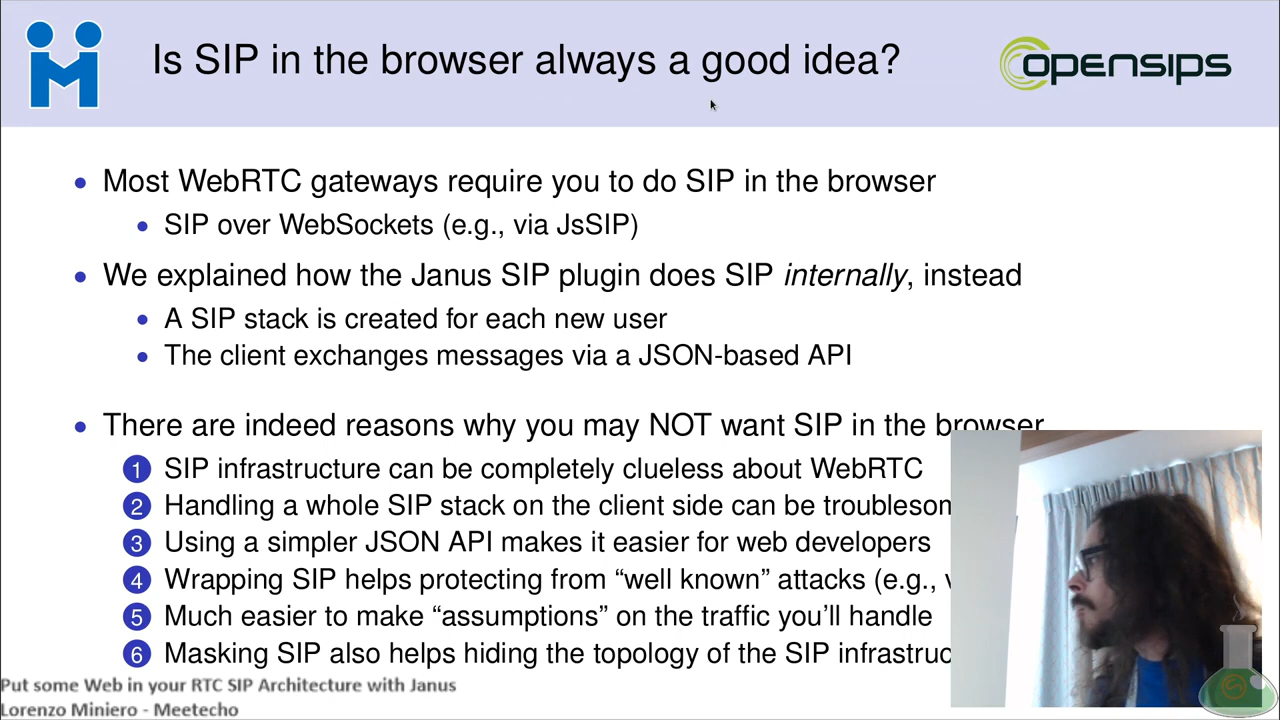 Is SIP in the browser always a good idea?
OPENSIPS
Most WebRTC gateways require you to do SIP in the browser
SIP over WebSockets (e.g., via JsSIP)
We explained how the Janus SIP plugin does SIP internally, instead
A SIP stack is created for each new user
The client exchanges messages via a JSON-based API
There are indeed reasons why you may NOT want SIP in the browser
1 SIP infrastructure can be completely clueless about WebRTC
2 Handling a whole SIP stack on the client side can be
3 Using a simpler JSON API makes it easier for web developers
4 Wrapping SIP helps protecting from “well known” attacks (e.g.,
5 Much easier to make “assumptions” on the traffic you’ll handle
6 Masking SIP also helps hiding the topology of the SIP
Put some Web in your RTC SIP Architecture with Janus
Lorenzo Miniero - Meetecho